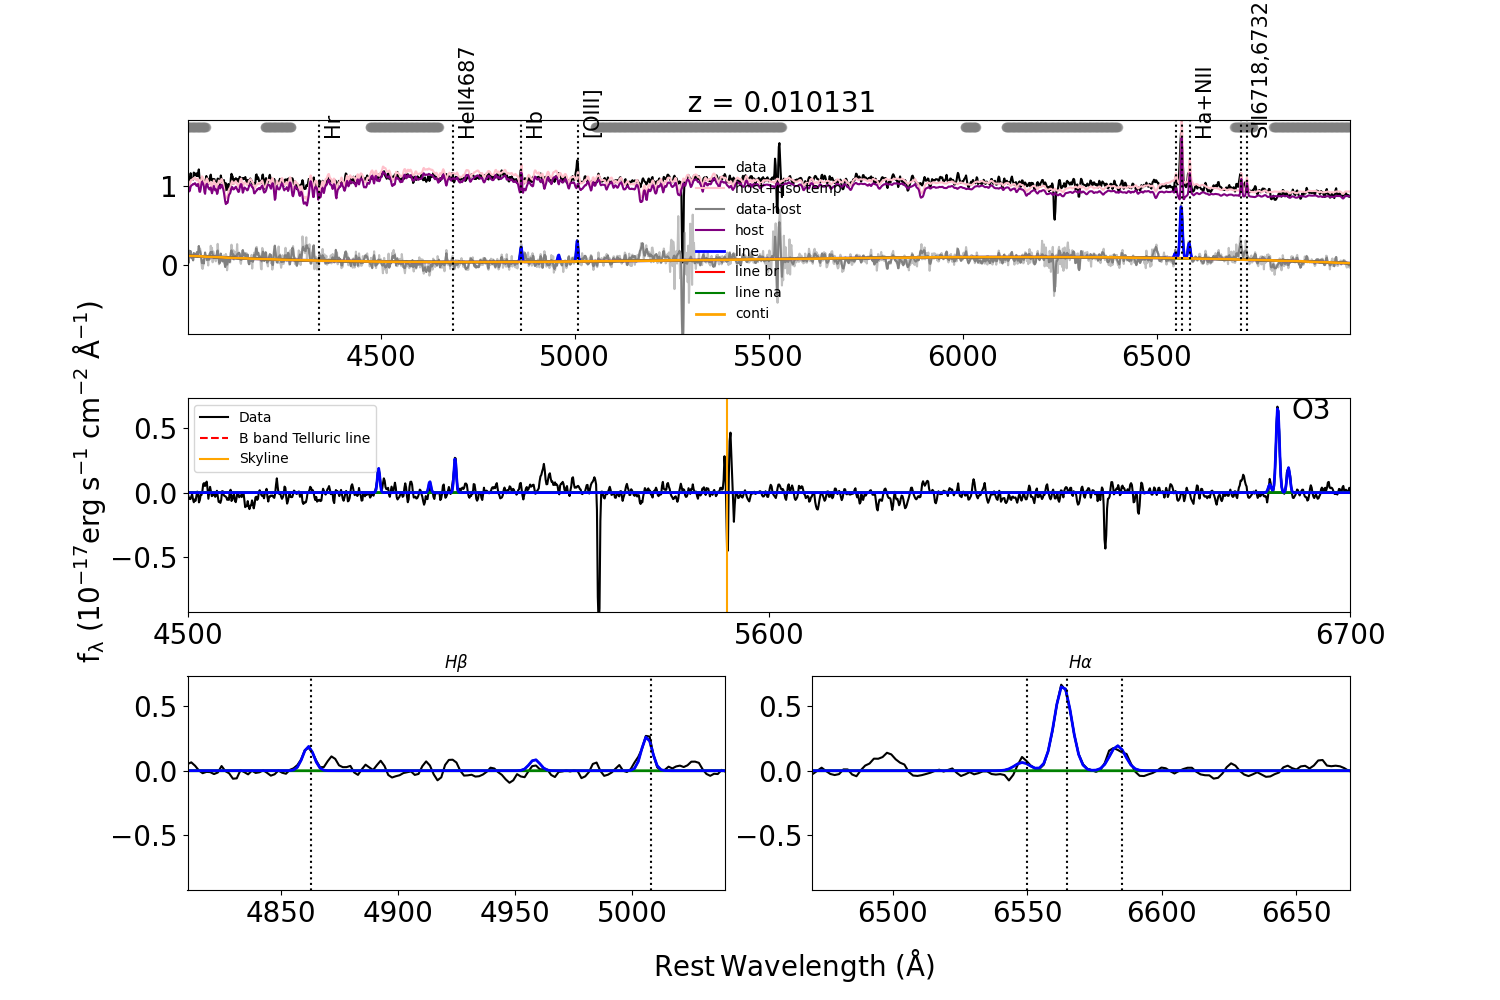 z = 0.010131
Hr
HeII4687
Hb
[OIII]
Ha+NII
SII6718,6732
data
host+qso temp
data-host
host
line
line br
line na
conti
1
0
4500 5000 5500 6000 6500
Data
B band Telluric line
Skyline
O3
0.5
0.0
−0.5
4500 5600 6700
fλ (10−17erg s−1 cm−2 Å−1)
Hβ
0.5
0.0
−0.5
4850 4900 4950 5000
Hα
0.5
0.0
−0.5
6500 6550 6600 6650
Rest Wavelength (Å)